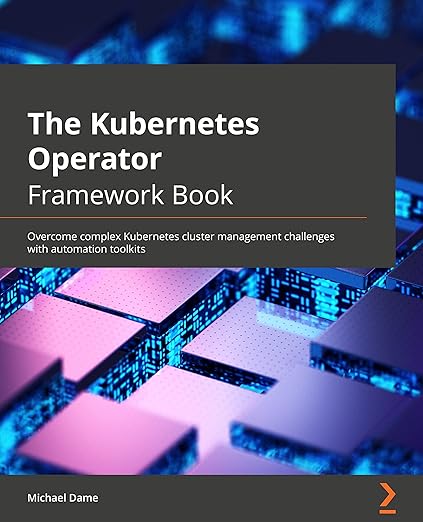 The Kubernetes
Operator
Framework Book
Overcome complex Kubernetes cluster management challenges
with automation toolkits
Michael Dame